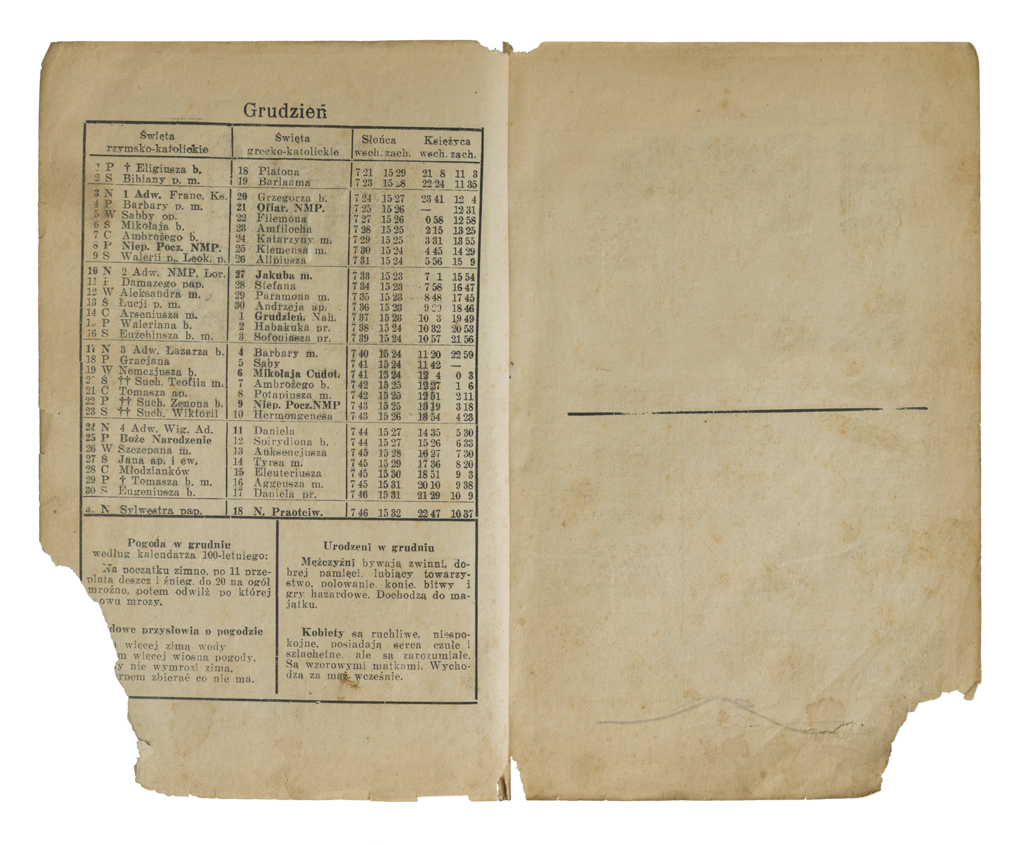 Grudzień
Święta rzymsko-katolickie | Święta grecko-katolickie | Słońca wsch. zach. | Księżyca wsch. zach.
1 P † Eligiusza b. | 18 Platona | 7 21 15 29 | 21 8 11 3
2 S Bibiany p. m. | 19 Barlaama | 7 23 15 28 | 22 24 11 35
3 N 1 Adw. Franc. Ks. | 20 Grzegorza b. | 7 24 15 27 | 23 41 12 4
4 P Barbary p. m. | 21 Ofiar. NMP. | 7 25 15 26 | — 12 31
5 W Sabby op. | 22 Filemona | 7 27 15 26 | 0 58 12 58
6 Ś Mikołaja b. | 23 Amfilocha | 7 28 15 25 | 2 15 13 25
7 C Ambrożego b. | 24 Katarzyny m. | 7 29 15 25 | 3 31 13 55
8 P Niep. Pocz. NMP. | 25 Klemensa m. | 7 30 15 24 | 4 45 14 29
9 S Walerii p., Leok. p. | 26 Alipiusza | 7 31 15 24 | 5 56 15 9
10 N 2 Adw. NMP. Lor. | 27 Jakuba m. | 7 33 15 23 | 7 1 15 54
11 P Damazego pap. | 28 Stefana | 7 34 15 23 | 7 58 16 47
12 W Aleksandra m. | 29 Paramona m. | 7 35 15 23 | 8 48 17 45
13 Ś Łucji p. m. | 30 Andrzeja ap. | 7 36 15 23 | 9 29 18 46
14 C Arseniusza m. | 1 Grudzień. Nah. | 7 37 15 23 | 10 3 19 49
15 P Waleriana b. | 2 Habakuka pr. | 7 38 15 24 | 10 32 20 53
16 S Euzebiusza b. m. | 3 Sofoniasza pr. | 7 39 15 24 | 10 57 21 56
17 N 3 Adw. Łazarza b. | 4 Barbary m. | 7 40 15 24 | 11 20 22 59
18 P Gracjana | 5 Saby | 7 41 15 24 | 11 42 —
19 W Nemezjusza b. | 6 Mikołaja Cudot. | 7 41 15 24 | 12 4 0 3
20 Ś †† Such. Teofila m. | 7 Ambrożego b. | 7 42 15 25 | 12 27 1 6
21 C Tomasza ap. | 8 Potapiusza m. | 7 42 15 25 | 12 51 2 11
22 P †† Such. Zenona b. | 9 Niep. Pocz. NMP | 7 43 15 25 | 13 19 3 18
23 S †† Such. Wiktorii | 10 Hermongenesa | 7 43 15 26 | 13 54 4 23
24 N 4 Adw. Wig. Ad. | 11 Daniela | 7 44 15 27 | 14 35 5 30
25 P Boże Narodzenie | 12 Spirydiona b. | 7 44 15 27 | 15 26 6 33
26 W Szczepana m. | 13 Auksencjusza | 7 45 15 28 | 16 27 7 30
27 Ś Jana ap. i ew. | 14 Tyrsa m. | 7 45 15 29 | 17 36 8 20
28 C Młodzianków | 15 Eleuteriusza | 7 45 15 30 | 18 51 9 3
29 P † Tomasza b. m. | 16 Aggeusza m. | 7 45 15 31 | 20 10 9 38
30 S Eugeniusza b. | 17 Daniela pr. | 7 46 15 31 | 21 29 10 9
N Sylwestra pap. | 18 N. Praotciw. | 7 46 15 32 | 22 47 10 37
Pogoda w grudniu
według kalendarza 100-letniego:
Na początku zimno, po 11 prze-
plata deszcz i śnieg, do 20 na ogół
mroźno, potem odwilż po której
mrozy.
przysłowia o pogodzie
więcej zimą wody
więcej wiosną pogody.
nie wymrozi zima,
zbierać co nie ma.
Urodzeni w grudniu
Mężczyźni bywają zwinni, do-
brej pamięci, lubiący towarzy-
stwo, polowanie, konie, bitwy i
gry hazardowe. Dochodzą do ma-
jątku.
Kobiety są ruchliwe, niespo-
kojne, posiadają serca czułe i
szlachetne, ale są zarozumiałe.
Są wzorowymi matkami. Wycho-
dzą za mąż wcześnie.